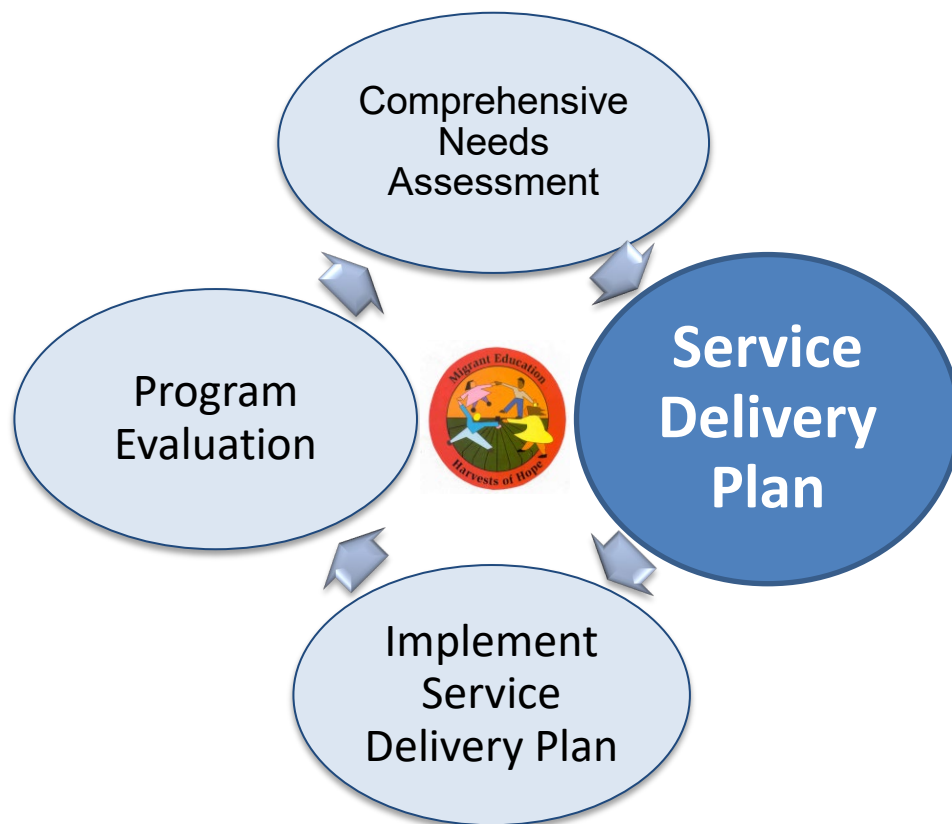 Comprehensive
Needs
Assessment
Service
Delivery
Plan
Program
Evaluation
Migrant Education
Harvests of Hope
Implement
Service
Delivery Plan